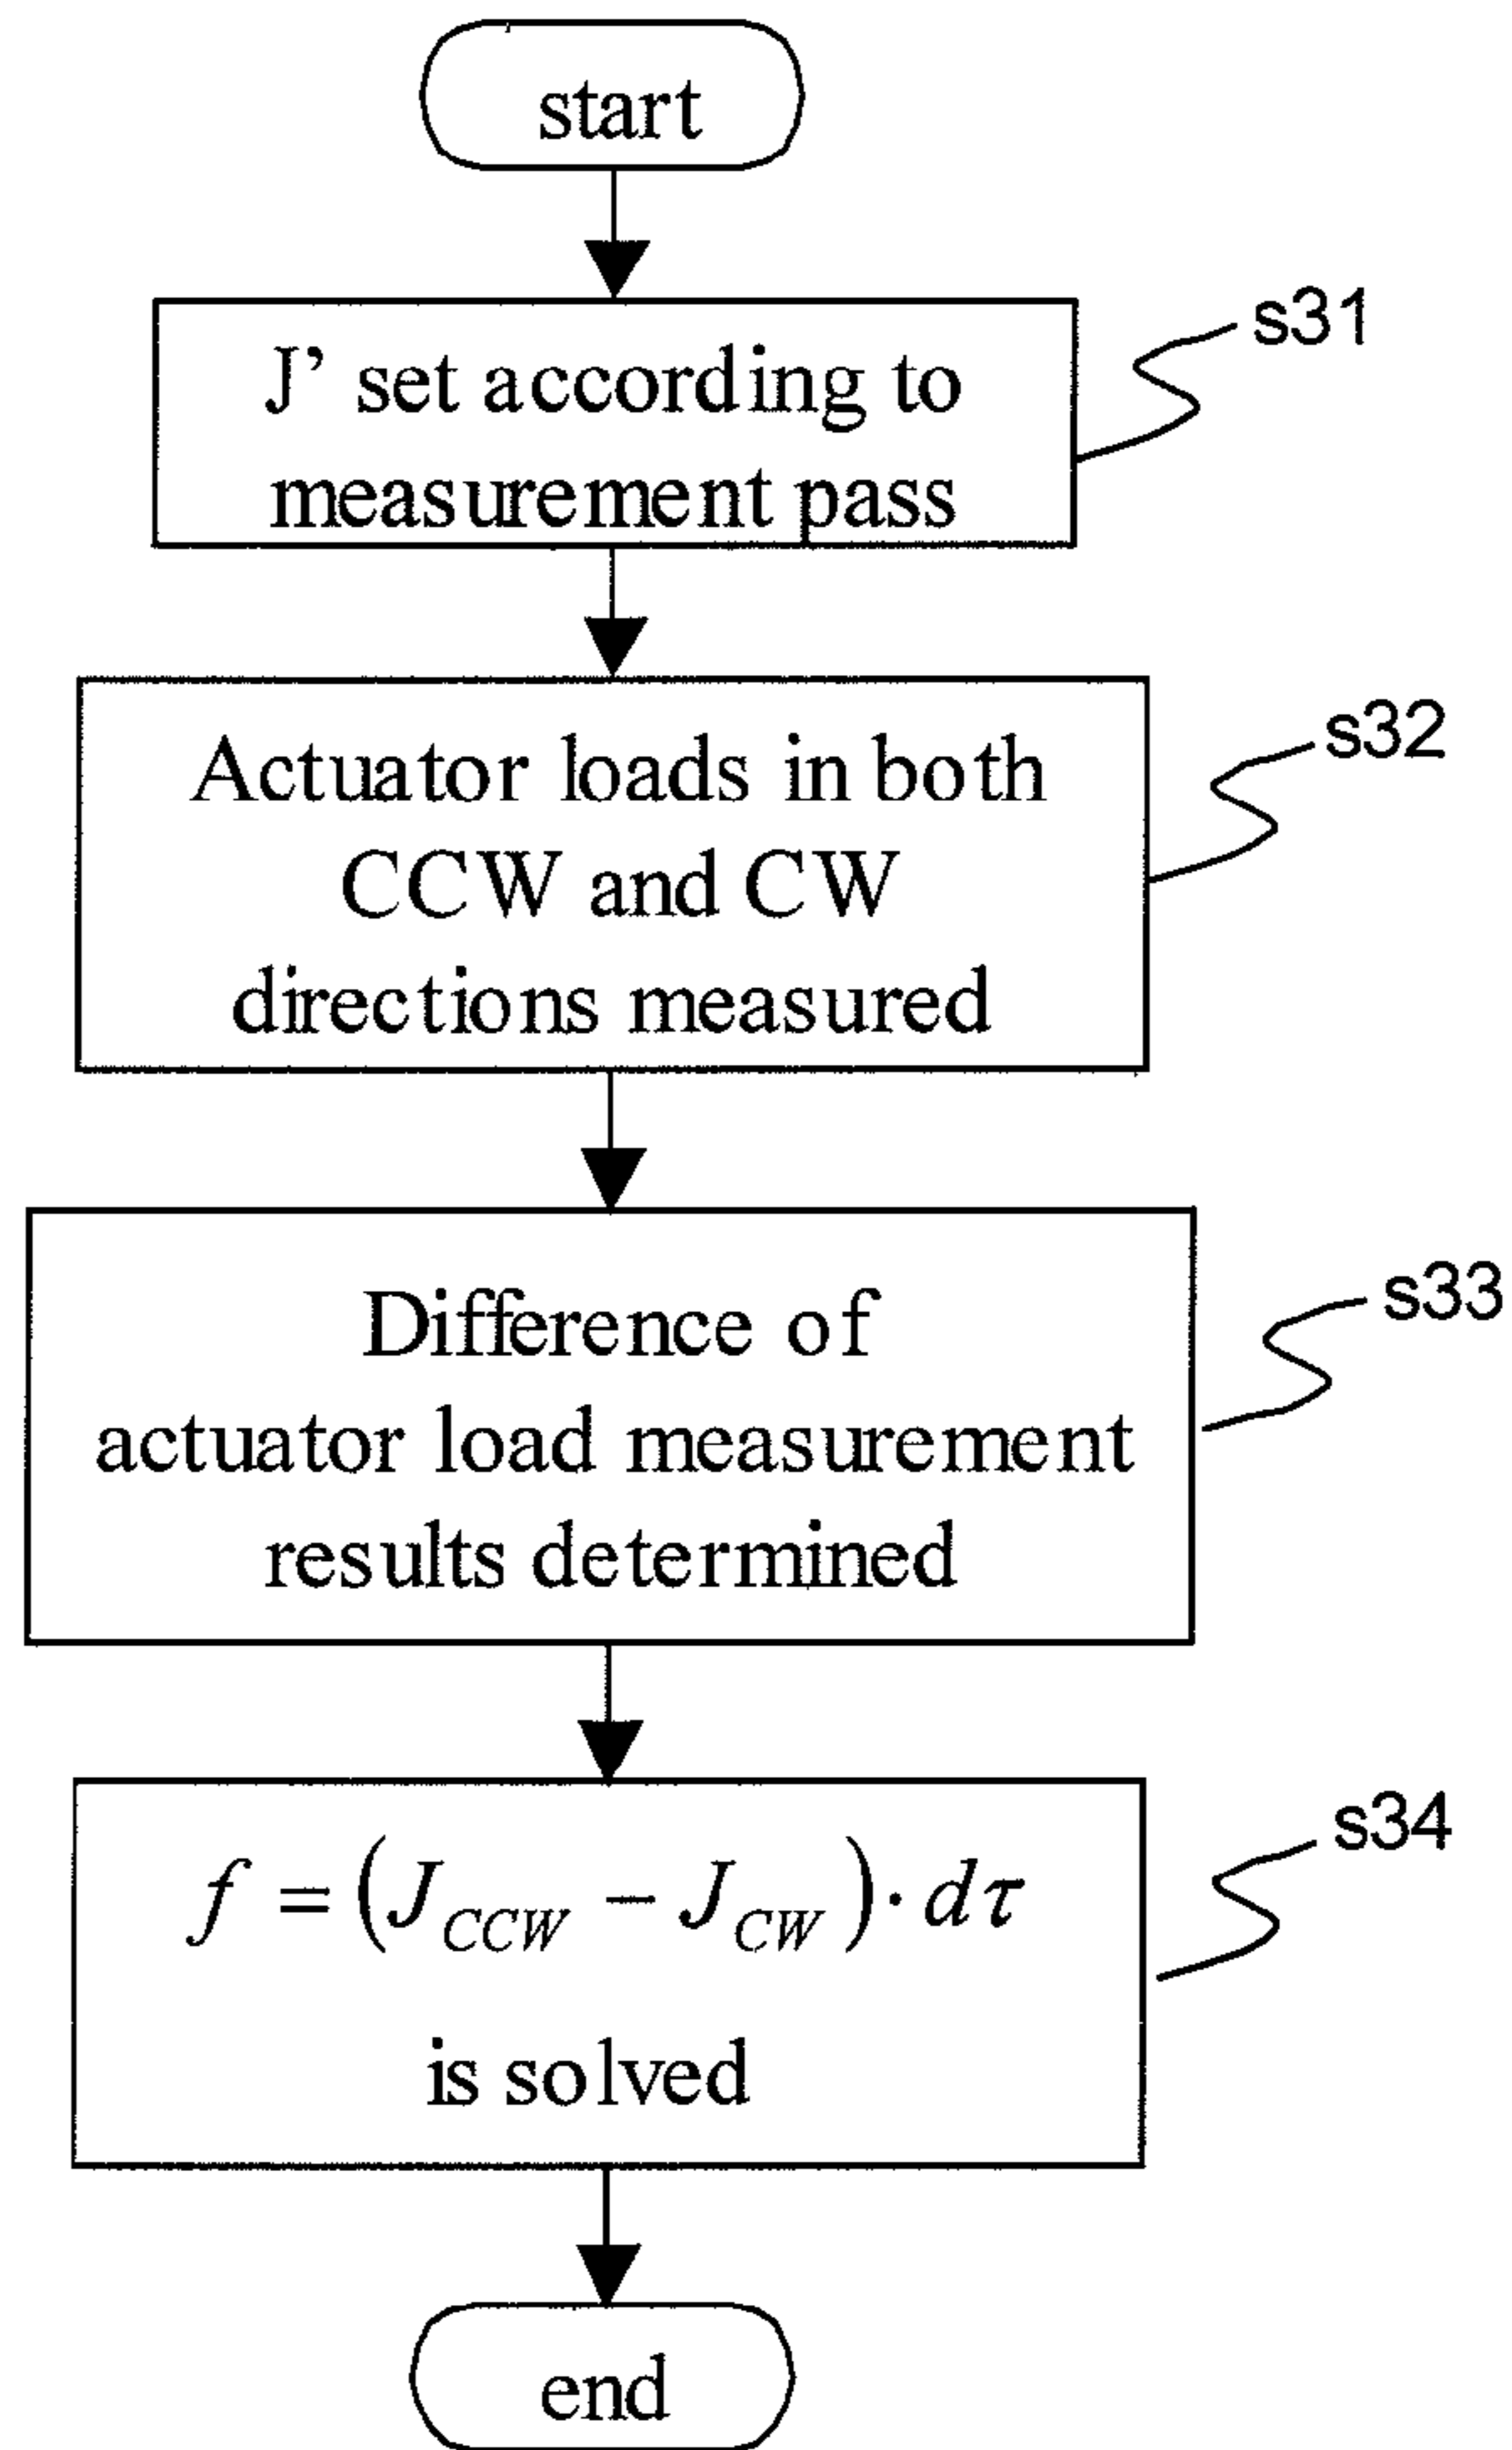 start
J’ set according to
measurement pass
s31
Actuator loads in both
CCW and CW
directions measured
s32
Difference of
actuator load measurement
results determined
s33
f = (J_CCW − J_CW) · dτ
is solved
s34
end